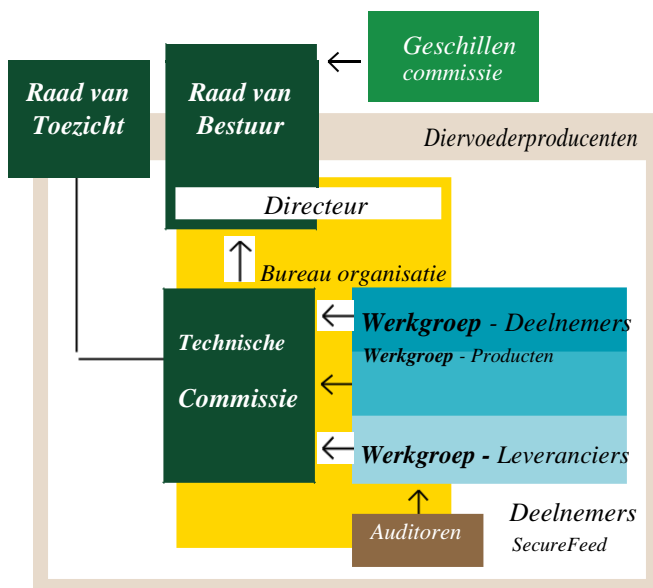 Geschillen
commissie
Raad van
Toezicht
Raad van
Bestuur
Diervoederproducenten
Directeur
Bureau organisatie
Technische
Commissie
Werkgroep - Deelnemers
Werkgroep - Producten
Werkgroep - Leveranciers
Auditoren
Deelnemers
SecureFeed